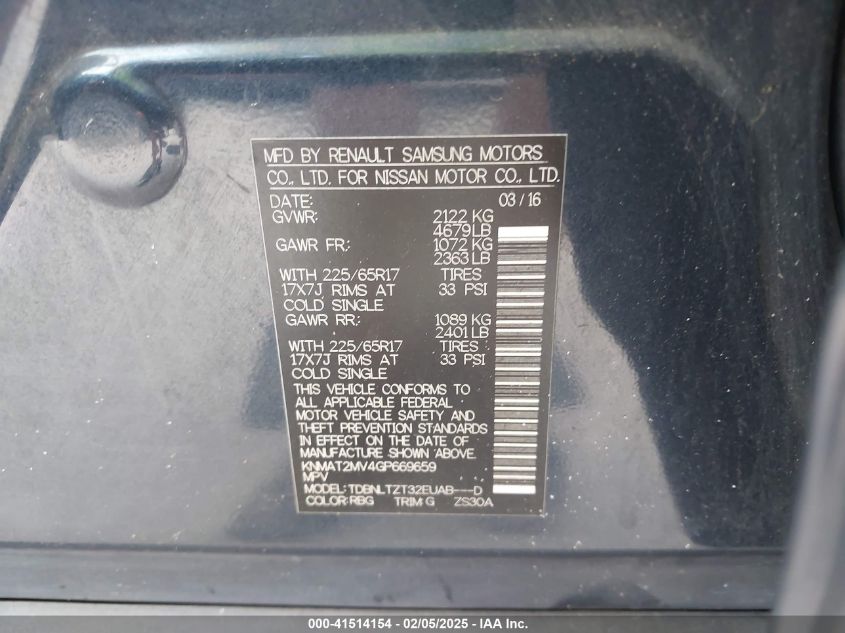 MFD BY RENAULT SAMSUNG MOTORS
CO., LTD. FOR NISSAN MOTOR CO., LTD.
DATE: 03/16
GVWR: 2122 KG
4679LB
GAWR FR: 1072 KG
2363LB
WITH 225/65R17 TIRES
17X7J RIMS AT 33 PSI
COLD SINGLE
GAWR RR: 1089 KG
2401LB
WITH 225/65R17 TIRES
17X7J RIMS AT 33 PSI
COLD SINGLE
THIS VEHICLE CONFORMS TO
ALL APPLICABLE FEDERAL
MOTOR VEHICLE SAFETY AND
THEFT PREVENTION STANDARDS
IN EFFECT ON THE DATE OF
MANUFACTURE SHOWN ABOVE.
KNMAT2MV4GP669659
MPV
MODEL: TDBNLTZT32EUAB---D
COLOR: RBG TRIM: G ZS30A
000-41514154 - 02/05/2025 - IAA Inc.